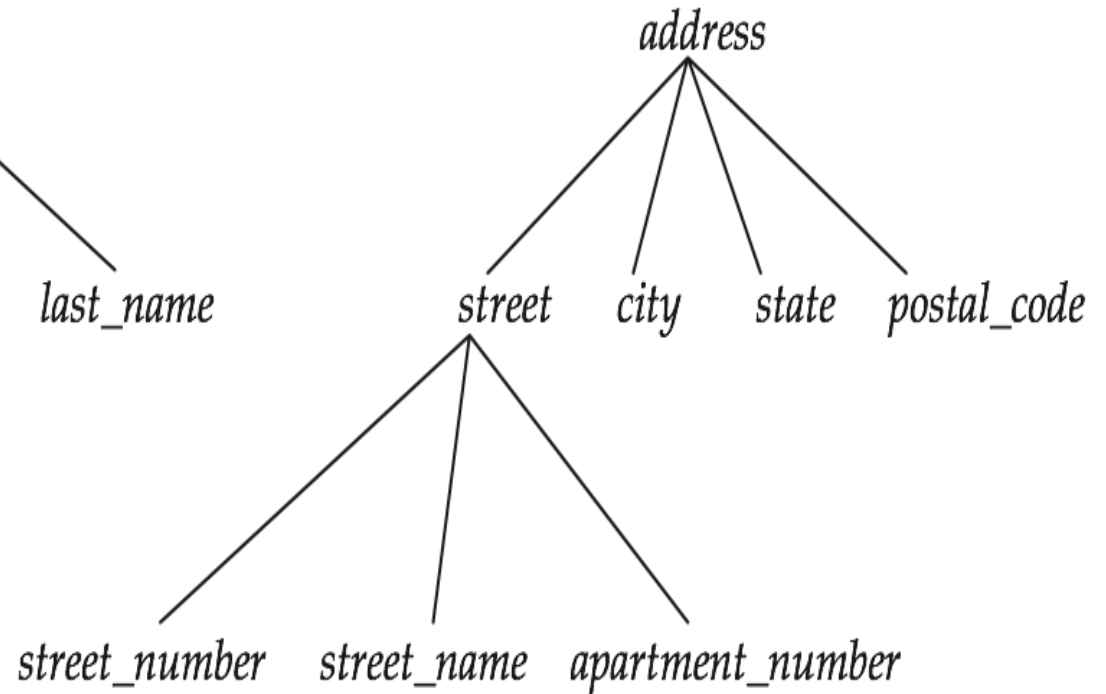 address
last_name street city state postal_code
street_number street_name apartment_number